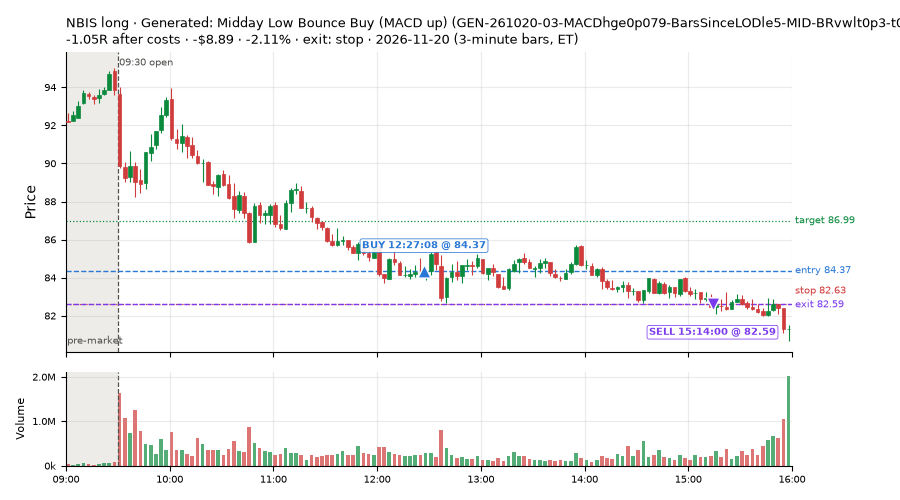 NBIS long · Generated: Midday Low Bounce Buy (MACD up) (GEN-261020-03-MACDhge0p079-BarsSinceLODle5-MID-BRvwlt0p3-t
-1.05R after costs · -$8.89 · -2.11% · exit: stop · 2026-11-20 (3-minute bars, ET)
09:30 open
94
92
90
88
86
84
82
Price
target 86.99
BUY 12:27:08 @ 84.37
entry 84.37
stop 82.63
exit 82.59
SELL 15:14:00 @ 82.59
pre-market
2.0M
1.0M
0k
Volume
09:00
10:00
11:00
12:00
13:00
14:00
15:00
16:00